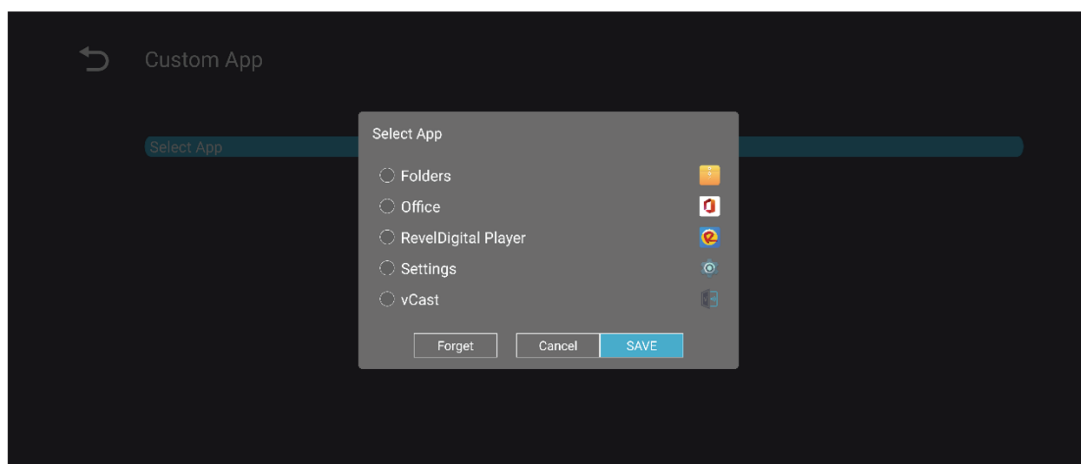 Custom App
Select App
Select App
Folders
Office
RevelDigital Player
Settings
vCast
Forget
Cancel
SAVE